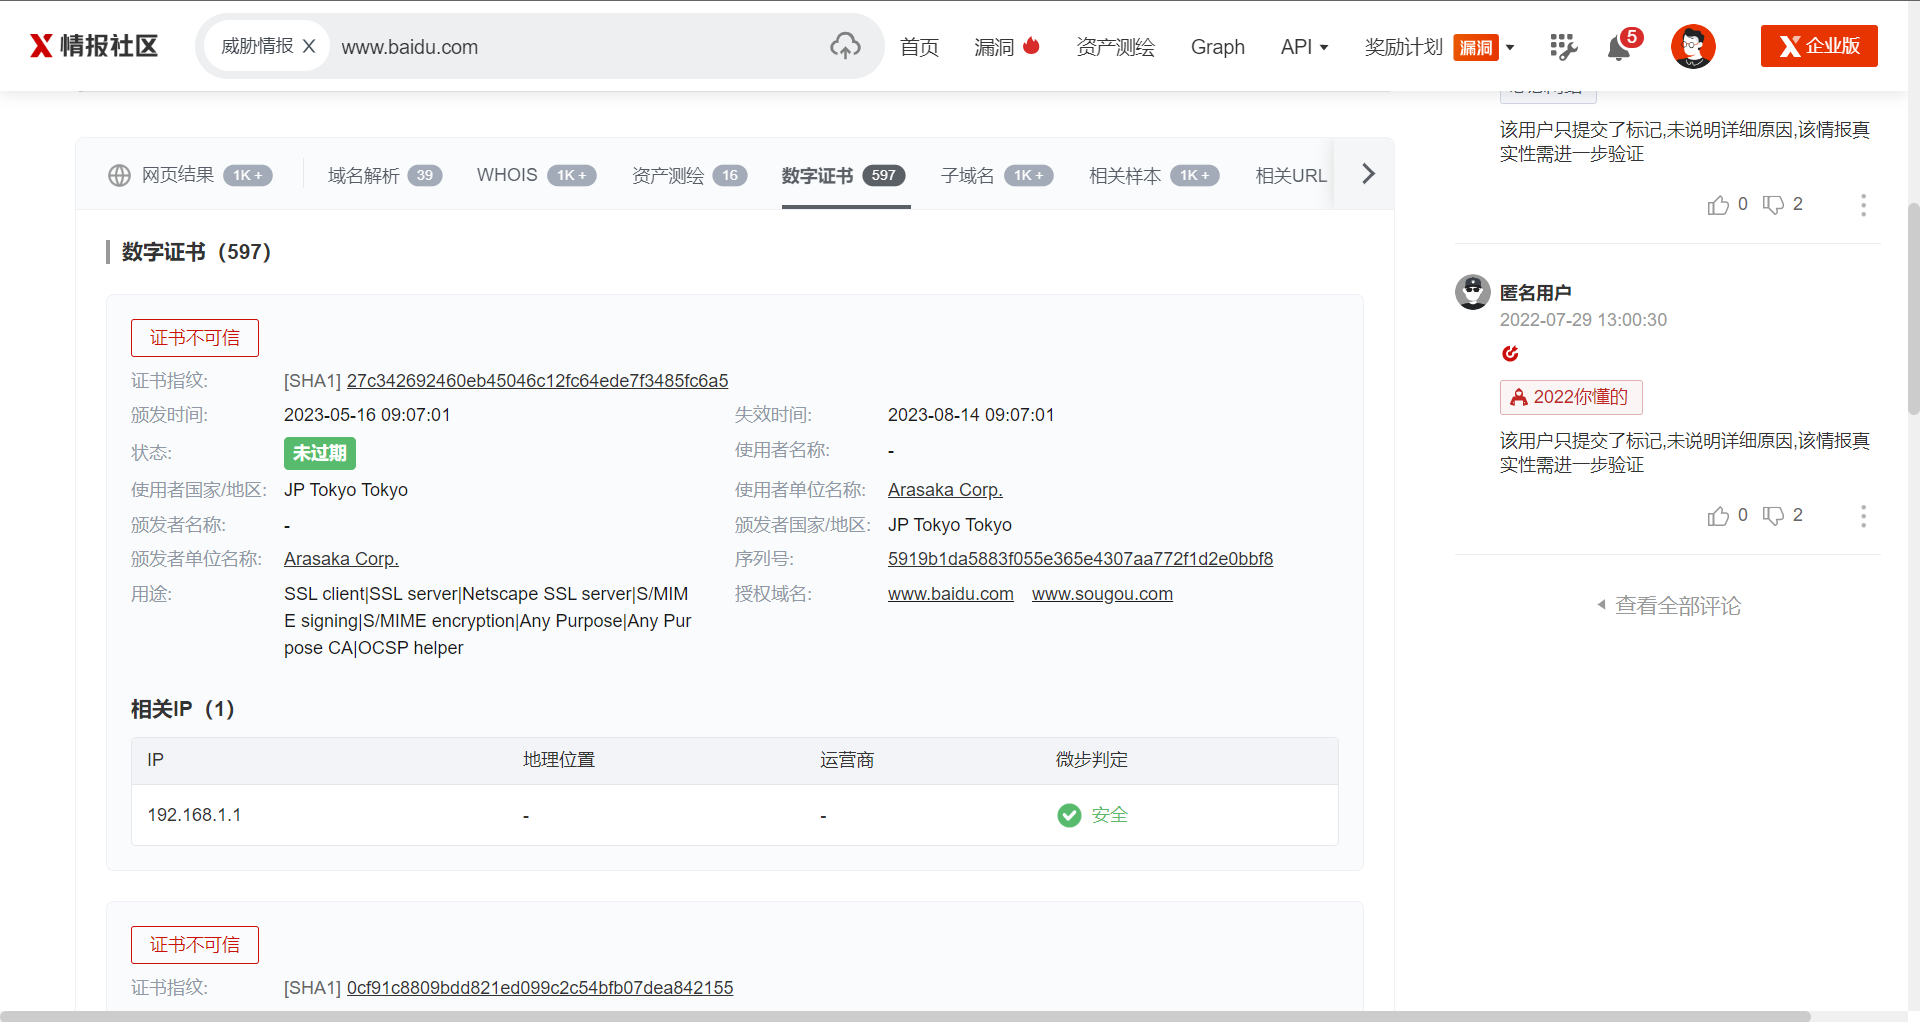 X 情报社区
威胁情报 X www.baidu.com
首页 漏洞 资产测绘 Graph API 奖励计划 漏洞 5 X 企业版
网页结果 1K+ 域名解析 39 WHOIS 1K+ 资产测绘 16 数字证书 597 子域名 1K+ 相关样本 1K+ 相关URL
数字证书（597）
证书不可信
证书指纹: [SHA1] 27c342692460eb45046c12fc64ede7f3485fc6a5
颁发时间: 2023-05-16 09:07:01 失效时间: 2023-08-14 09:07:01
状态: 未过期 使用者名称: -
使用者国家/地区: JP Tokyo Tokyo 使用者单位名称: Arasaka Corp.
颁发者名称: - 颁发者国家/地区: JP Tokyo Tokyo
颁发者单位名称: Arasaka Corp. 序列号: 5919b1da5883f055e365e4307aa772f1d2e0bbf8
用途: SSL client|SSL server|Netscape SSL server|S/MIM 授权域名: www.baidu.com www.sougou.com
E signing|S/MIME encryption|Any Purpose|Any Pur
pose CA|OCSP helper
相关IP（1）
IP 地理位置 运营商 微步判定
192.168.1.1 - - 安全
证书不可信
证书指纹: [SHA1] 0cf91c8809bdd821ed099c2c54bfb07dea842155
该用户只提交了标记,未说明详细原因,该情报真
实性需进一步验证
0 2
匿名用户
2022-07-29 13:00:30
2022你懂的
该用户只提交了标记,未说明详细原因,该情报真
实性需进一步验证
0 2
查看全部评论